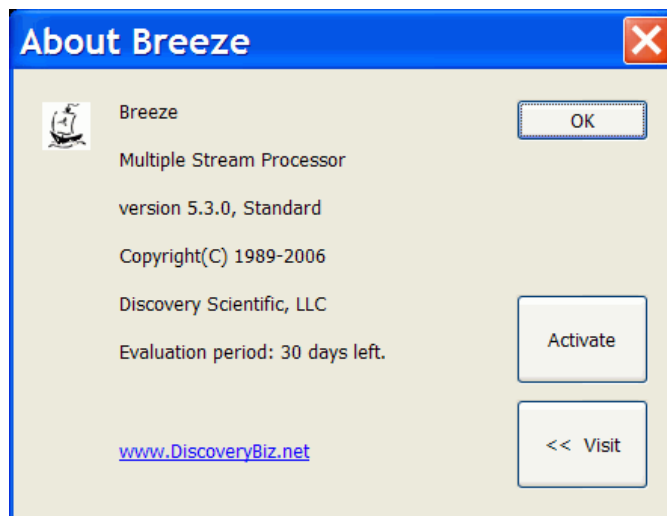 About Breeze
Breeze
OK
Multiple Stream Processor
version 5.3.0, Standard
Copyright(C) 1989-2006
Discovery Scientific, LLC
Evaluation period: 30 days left.
Activate
www.DiscoveryBiz.net
<< Visit